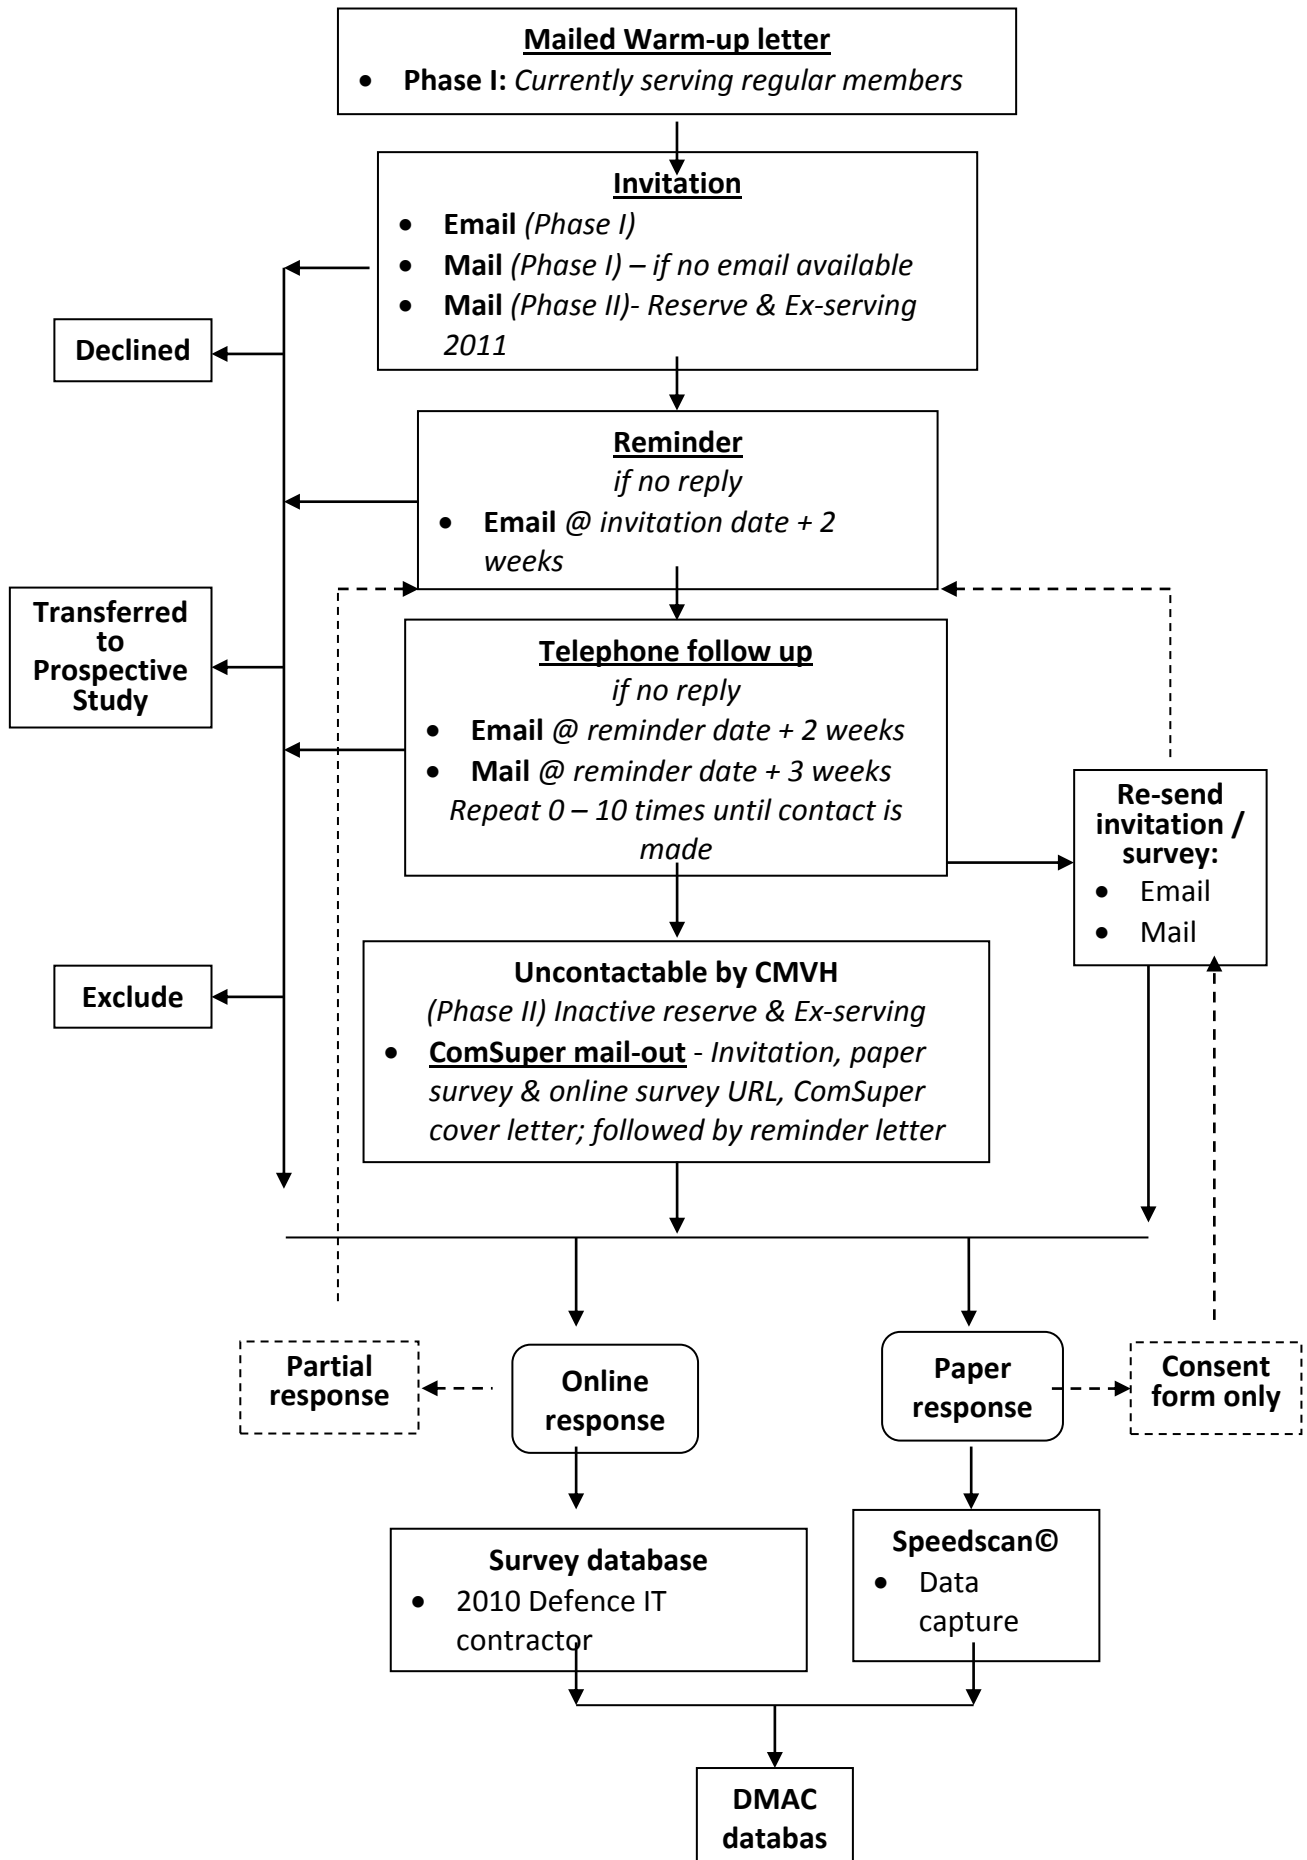 Mailed Warm-up letter
• Phase I: Currently serving regular members
Invitation
• Email (Phase I)
• Mail (Phase I) – if no email available
• Mail (Phase II)- Reserve & Ex-serving
2011
Declined
Reminder
if no reply
• Email @ invitation date + 2
weeks
Transferred
to
Prospective
Study
Telephone follow up
if no reply
• Email @ reminder date + 2 weeks
• Mail @ reminder date + 3 weeks
Repeat 0 – 10 times until contact is
made
Re-send
invitation /
survey:
• Email
• Mail
Exclude
Uncontactable by CMVH
(Phase II) Inactive reserve & Ex-serving
• ComSuper mail-out - Invitation, paper
survey & online survey URL, ComSuper
cover letter; followed by reminder letter
Partial
response
Online
response
Paper
response
Consent
form only
Survey database
• 2010 Defence IT
contractor
Speedscan©
• Data
capture
DMAC
databas